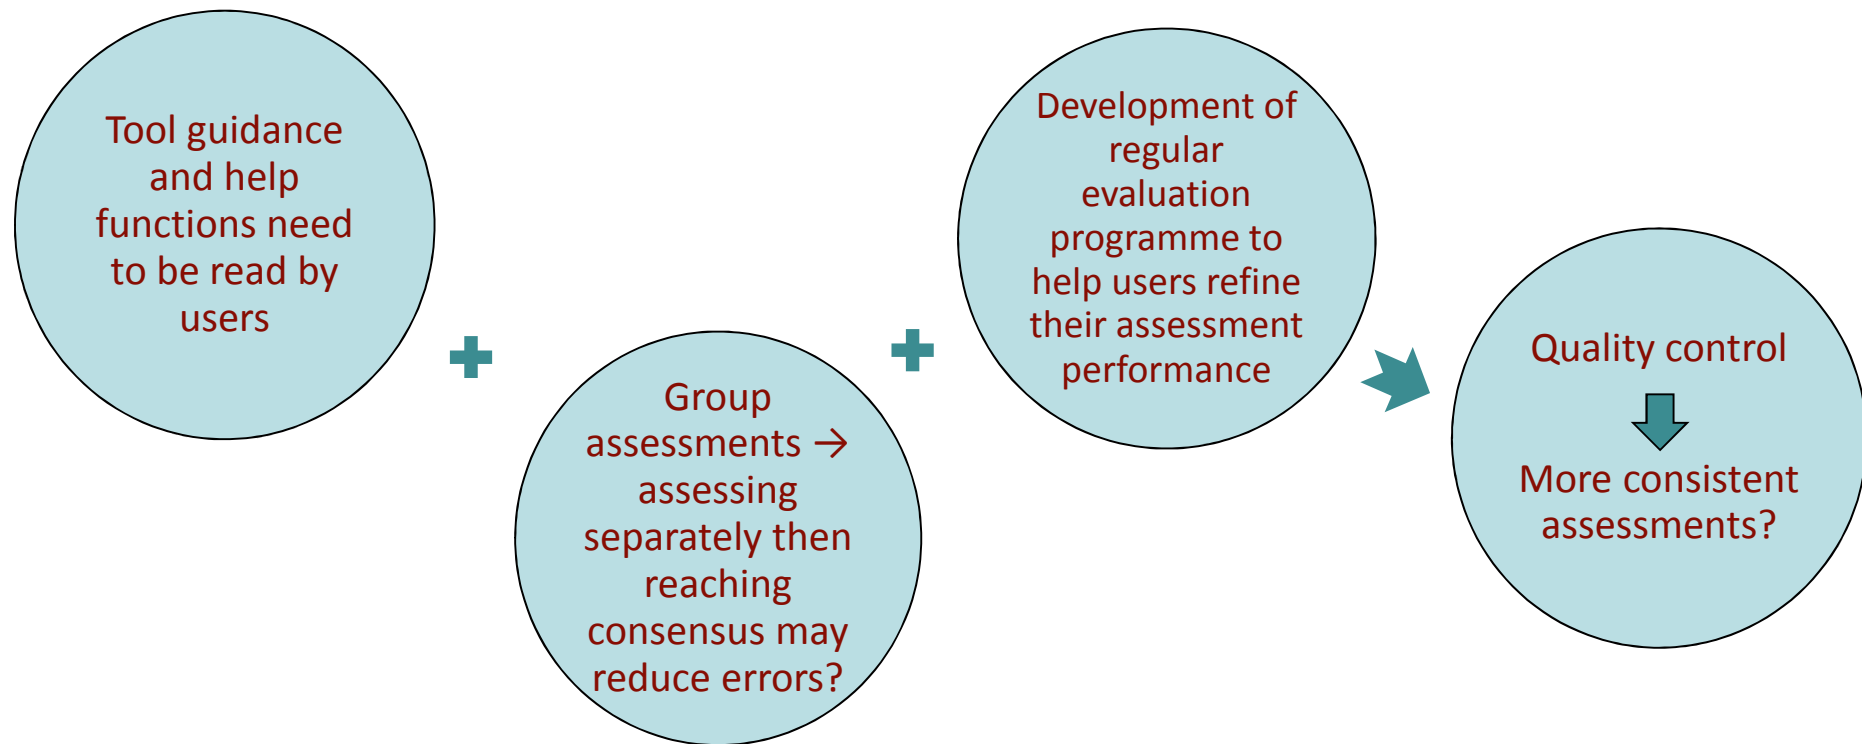 Tool guidance
and help
functions need
to be read by
users
Group
assessments →
assessing
separately then
reaching
consensus may
reduce errors?
Development of
regular
evaluation
programme to
help users refine
their assessment
performance
Quality control
More consistent
assessments?